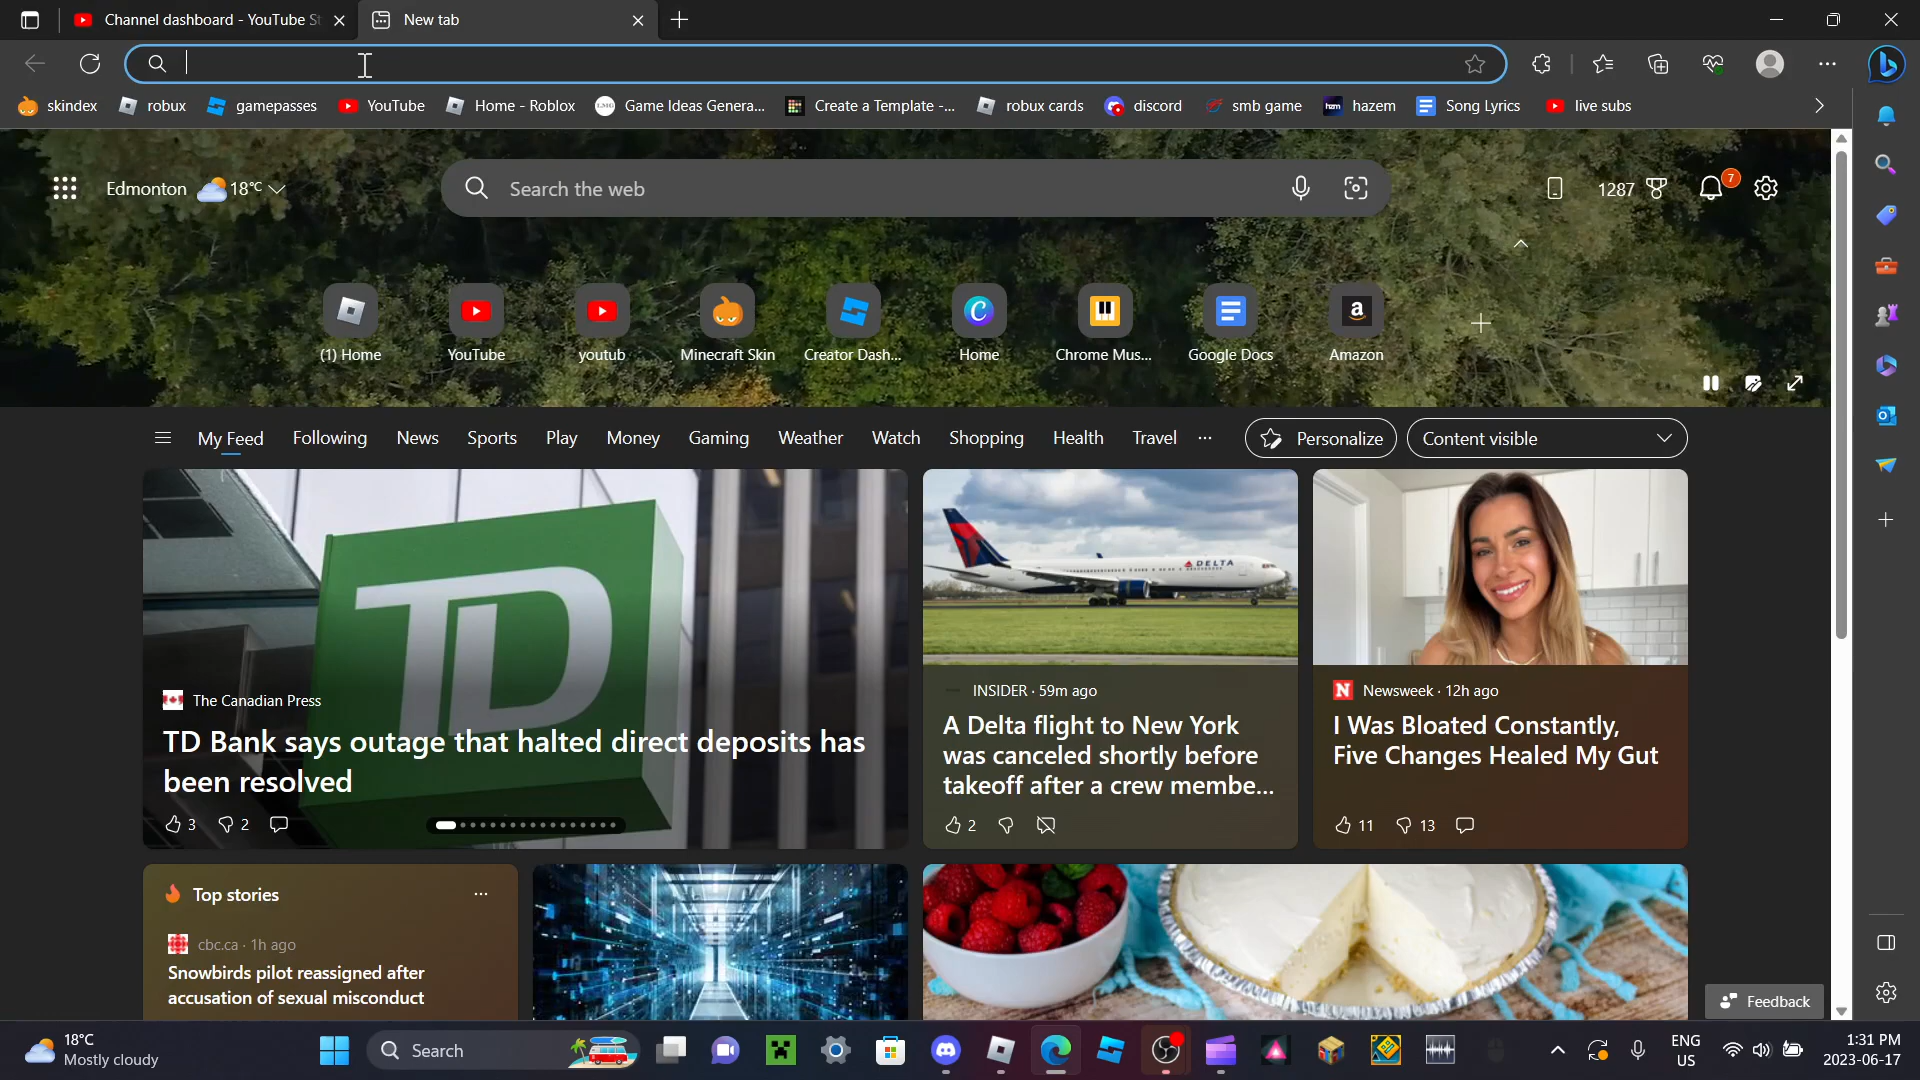 Channel dashboard - YouTube St
New tab
skindex
robux
gamepasses
YouTube
Home - Roblox
Game Ideas Genera...
Create a Template -...
robux cards
discord
smb game
hazem
Song Lyrics
live subs
Edmonton
18°C
Search the web
1287
7
(1) Home
YouTube
youtub
Minecraft Skin
Creator Dash...
Home
Chrome Mus...
Google Docs
Amazon
My Feed
Following
News
Sports
Play
Money
Gaming
Weather
Watch
Shopping
Health
Travel
Personalize
Content visible
TD
DELTA
The Canadian Press
TD Bank says outage that halted direct deposits has
been resolved
3
2
INSIDER · 59m ago
A Delta flight to New York
was canceled shortly before
takeoff after a crew membe...
2
Newsweek · 12h ago
I Was Bloated Constantly,
Five Changes Healed My Gut
11
13
Top stories
cbc.ca · 1h ago
Snowbirds pilot reassigned after
accusation of sexual misconduct
Feedback
18°C
Mostly cloudy
Search
ENG
US
1:31 PM
2023-06-17